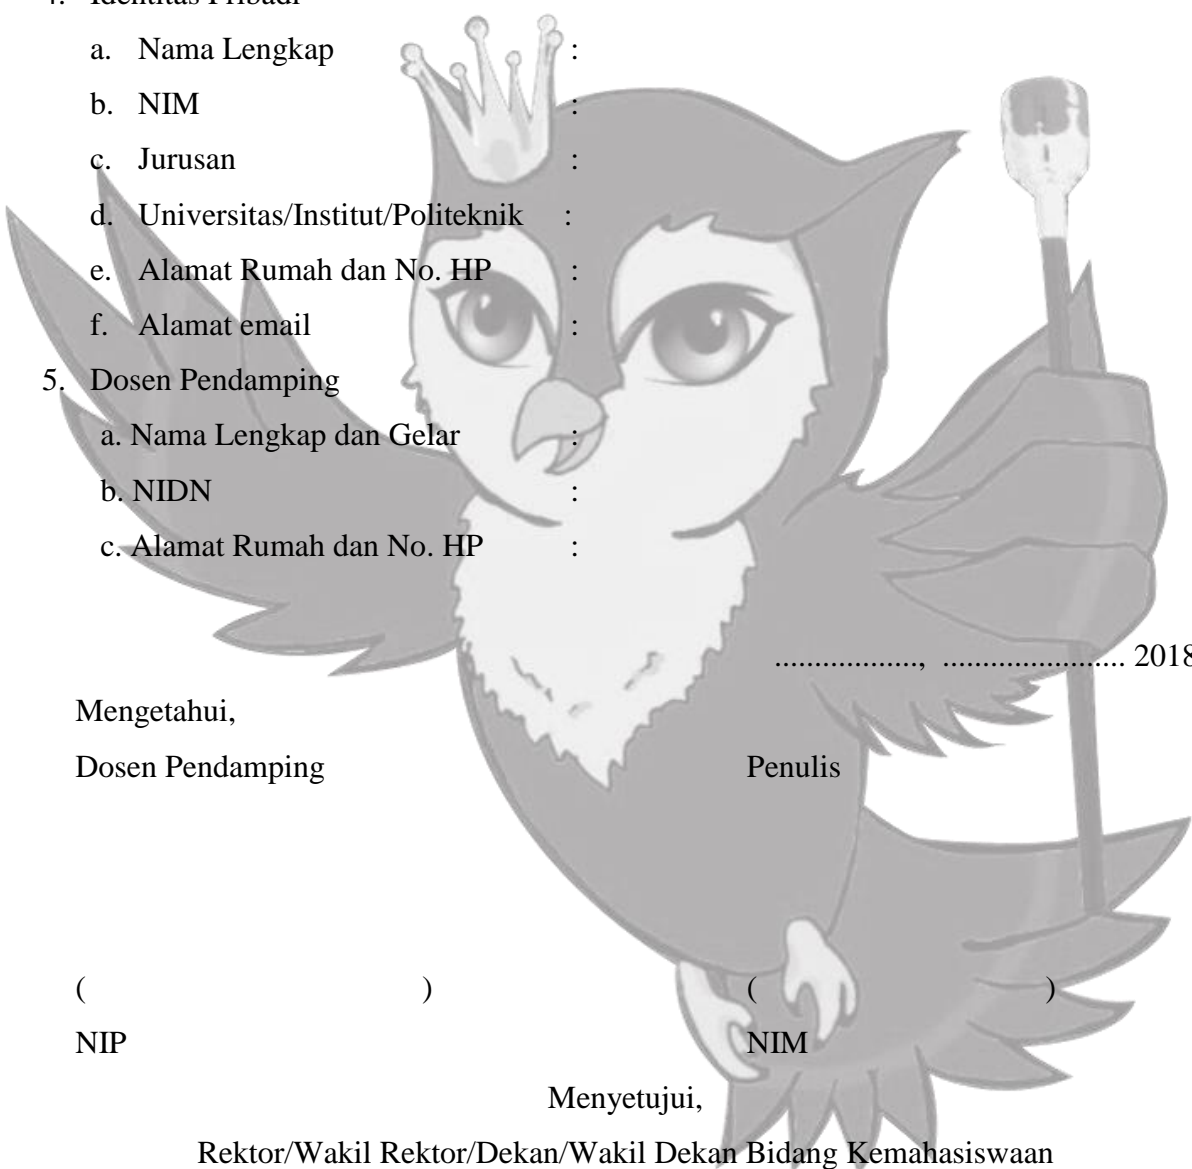 4. Identitas Pribadi
a. Nama Lengkap :
b. NIM :
c. Jurusan :
d. Universitas/Institut/Politeknik :
e. Alamat Rumah dan No. HP :
f. Alamat email :
5. Dosen Pendamping
a. Nama Lengkap dan Gelar :
b. NIDN :
c. Alamat Rumah dan No. HP :
.................., ....................... 2018
Mengetahui,
Dosen Pendamping Penulis
( ) ( )
NIP NIM
Menyetujui,
Rektor/Wakil Rektor/Dekan/Wakil Dekan Bidang Kemahasiswaan